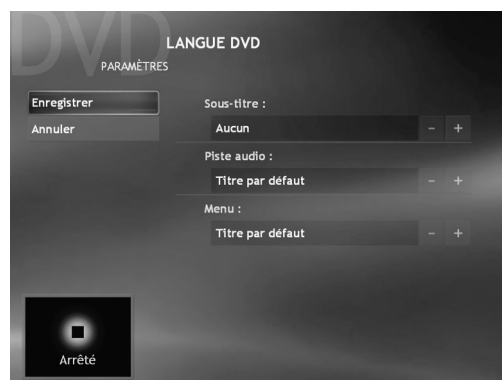 DVD
LANGUE DVD
PARAMÈTRES
Enregistrer
Annuler
Sous-titre :
Aucun - +
Piste audio :
Titre par défaut - +
Menu :
Titre par défaut - +
Arrêté